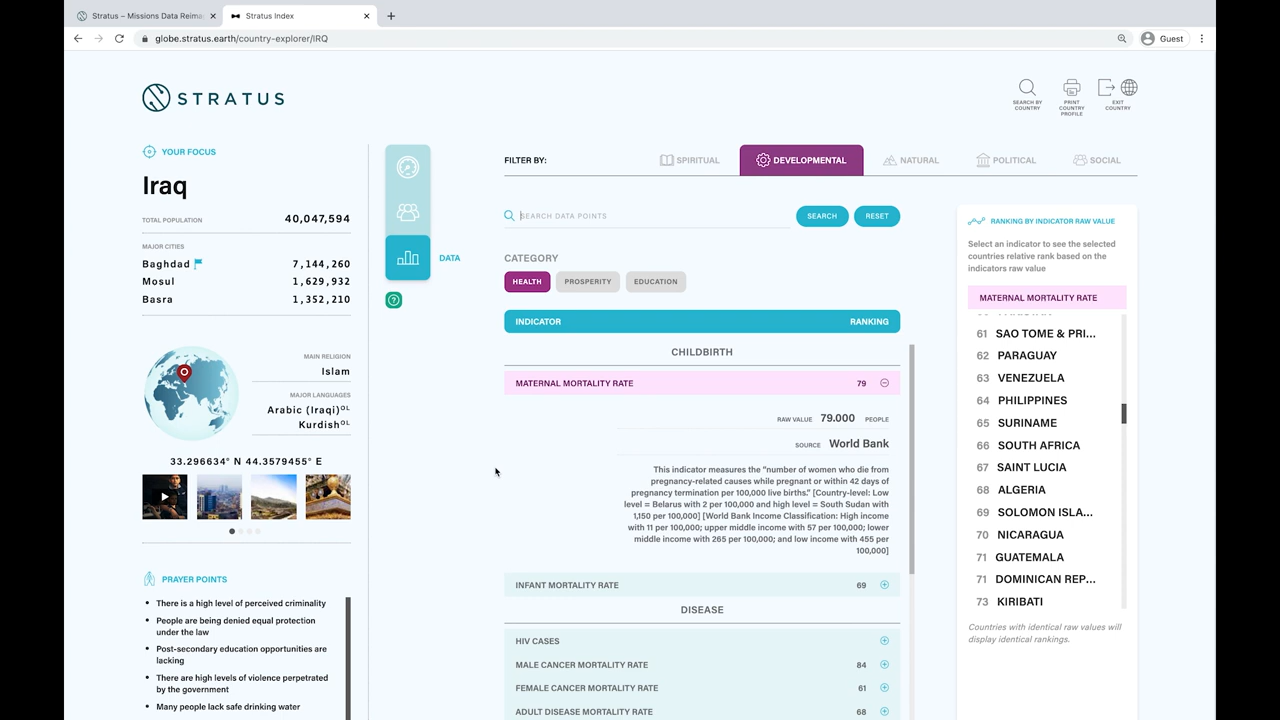 Stratus – Missions Data Reima
Stratus Index
globe.stratus.earth/country-explorer/IRQ
Guest
STRATUS
SEARCH BY
COUNTRY
PRINT
COUNTRY
PROFILE
EXIT
COUNTRY
YOUR FOCUS
Iraq
TOTAL POPULATION 40,047,594
MAJOR CITIES
Baghdad 7,144,260
Mosul 1,629,932
Basra 1,352,210
MAIN RELIGION
Islam
MAJOR LANGUAGES
Arabic (Iraqi)OL
KurdishOL
33.296634° N 44.3579455° E
PRAYER POINTS
• There is a high level of perceived criminality
• People are being denied equal protection
under the law
• Post-secondary education opportunities are
lacking
• There are high levels of violence perpetrated
by the government
• Many people lack safe drinking water
DATA
FILTER BY:
SPIRITUAL
DEVELOPMENTAL
NATURAL
POLITICAL
SOCIAL
SEARCH DATA POINTS
SEARCH
RESET
CATEGORY
HEALTH
PROSPERITY
EDUCATION
INDICATOR RANKING
CHILDBIRTH
MATERNAL MORTALITY RATE 79
RAW VALUE 79.000 PEOPLE
SOURCE World Bank
This indicator measures the "number of women who die from
pregnancy-related causes while pregnant or within 42 days of
pregnancy termination per 100,000 live births." [Country-level: Low
level = Belarus with 2 per 100,000 and high level = South Sudan with
1,150 per 100,000] [World Bank Income Classification: High income
with 11 per 100,000; upper middle income with 57 per 100,000; lower
middle income with 265 per 100,000; and low income with 455 per
100,000]
INFANT MORTALITY RATE 69
DISEASE
HIV CASES
MALE CANCER MORTALITY RATE 84
FEMALE CANCER MORTALITY RATE 61
ADULT DISEASE MORTALITY RATE 68
RANKING BY INDICATOR RAW VALUE
Select an indicator to see the selected
countries relative rank based on the
indicators raw value
MATERNAL MORTALITY RATE
61 SAO TOME & PRI...
62 PARAGUAY
63 VENEZUELA
64 PHILIPPINES
65 SURINAME
66 SOUTH AFRICA
67 SAINT LUCIA
68 ALGERIA
69 SOLOMON ISLA...
70 NICARAGUA
71 GUATEMALA
71 DOMINICAN REP...
73 KIRIBATI
Countries with identical raw values will
display identical rankings.